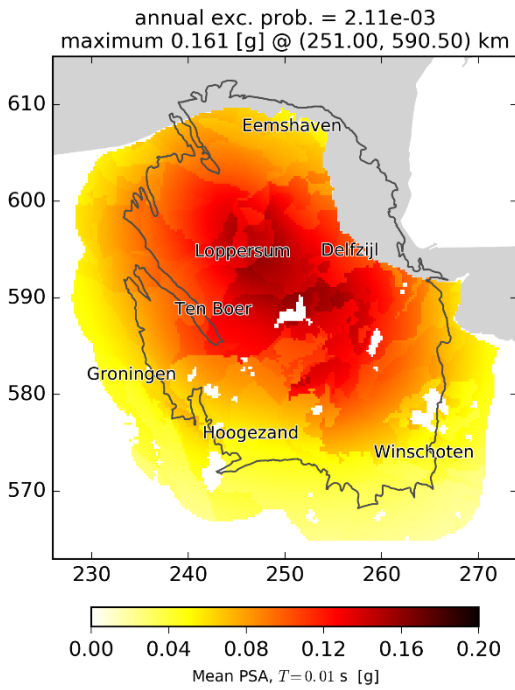 annual exc. prob. = 2.11e-03
maximum 0.161 [g] @ (251.00, 590.50) km
610
Eemshaven
600
Loppersum
Delfzijl
590
Ten Boer
Groningen
580
Hoogezand
Winschoten
570
230 240 250 260 270
0.00 0.04 0.08 0.12 0.16 0.20
Mean PSA, T = 0.01 s [g]